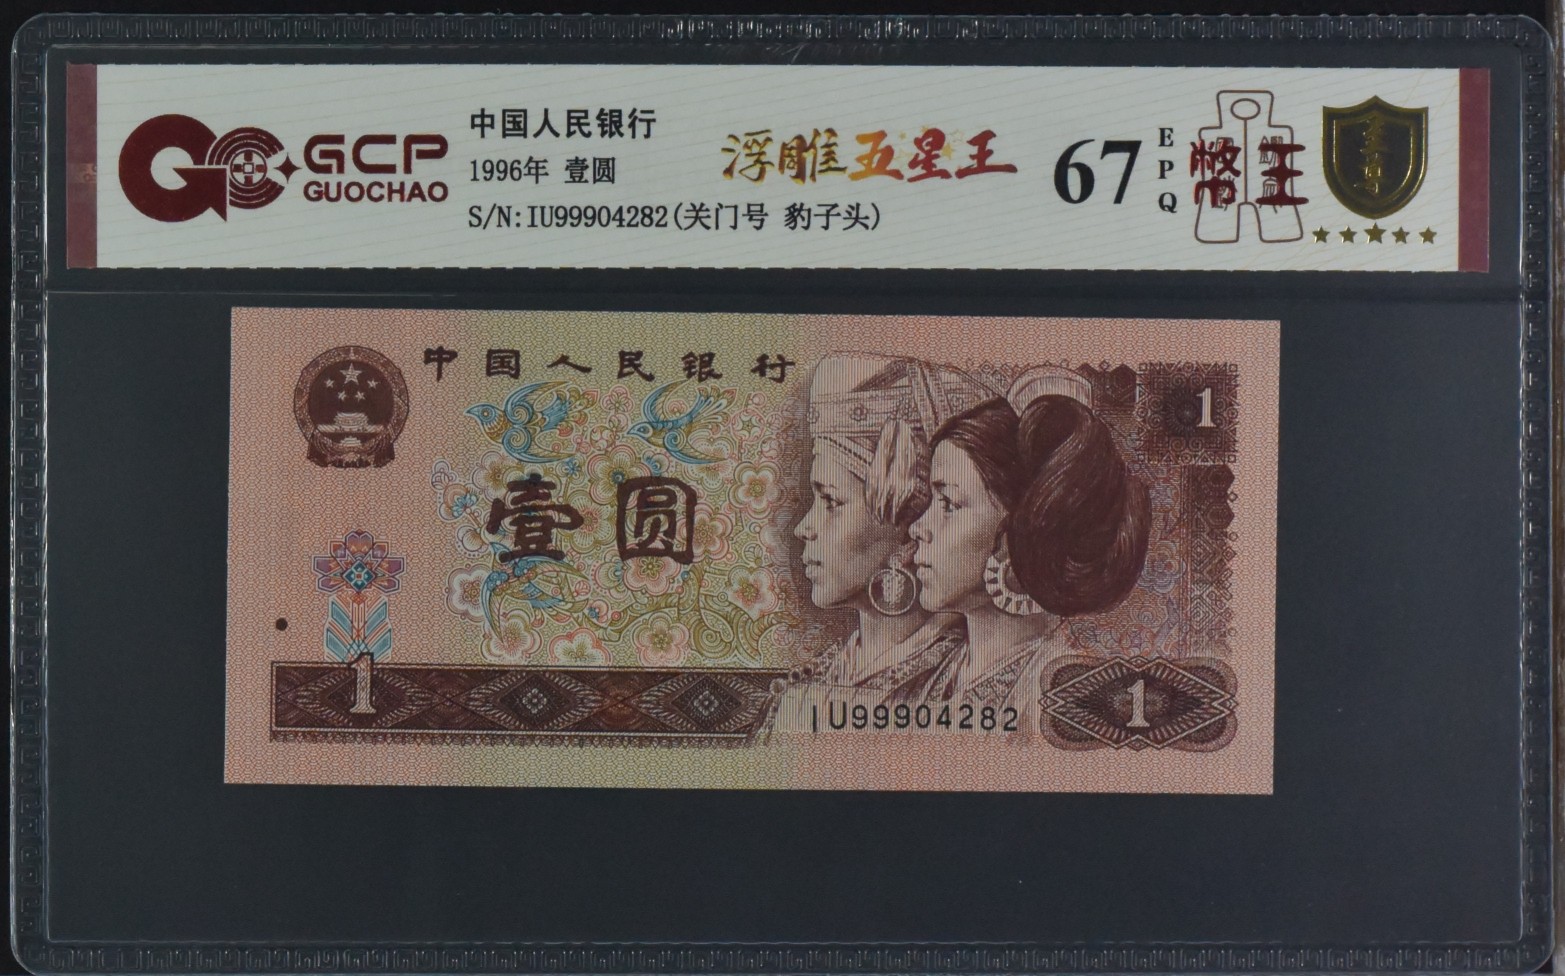 GCP
GUOCHAO
中国人民银行
1996年 壹圆
S/N:IU99904282(关门号 豹子头)
浮雕五星王
67
EPQ
至尊
中国人民银行
1
壹圆
1
IU99904282
1